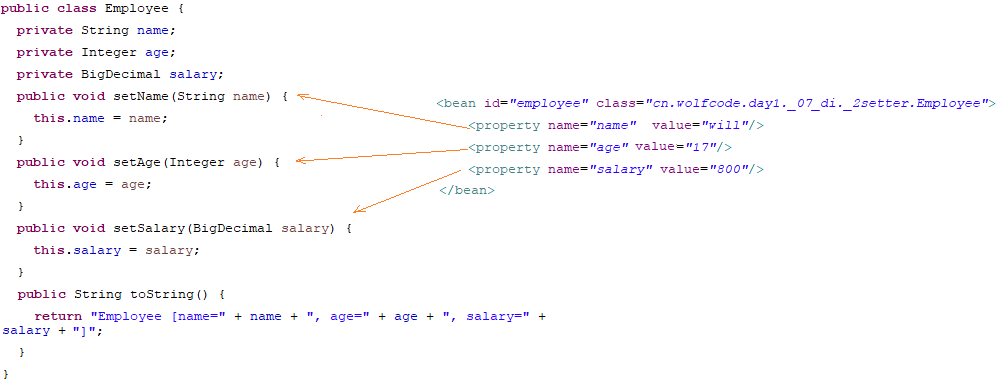 public class Employee {
private String name;
private Integer age;
private BigDecimal salary;
public void setName(String name) {
this.name = name;
}
public void setAge(Integer age) {
this.age = age;
}
public void setSalary(BigDecimal salary) {
this.salary = salary;
}
public String toString() {
return "Employee [name=" + name + ", age=" + age + ", salary=" +
salary + "]";
}
}
<bean id="employee" class="cn.wolfcode.day1._07_di._2setter.Employee">
<property name="name" value="will"/>
<property name="age" value="17"/>
<property name="salary" value="800"/>
</bean>